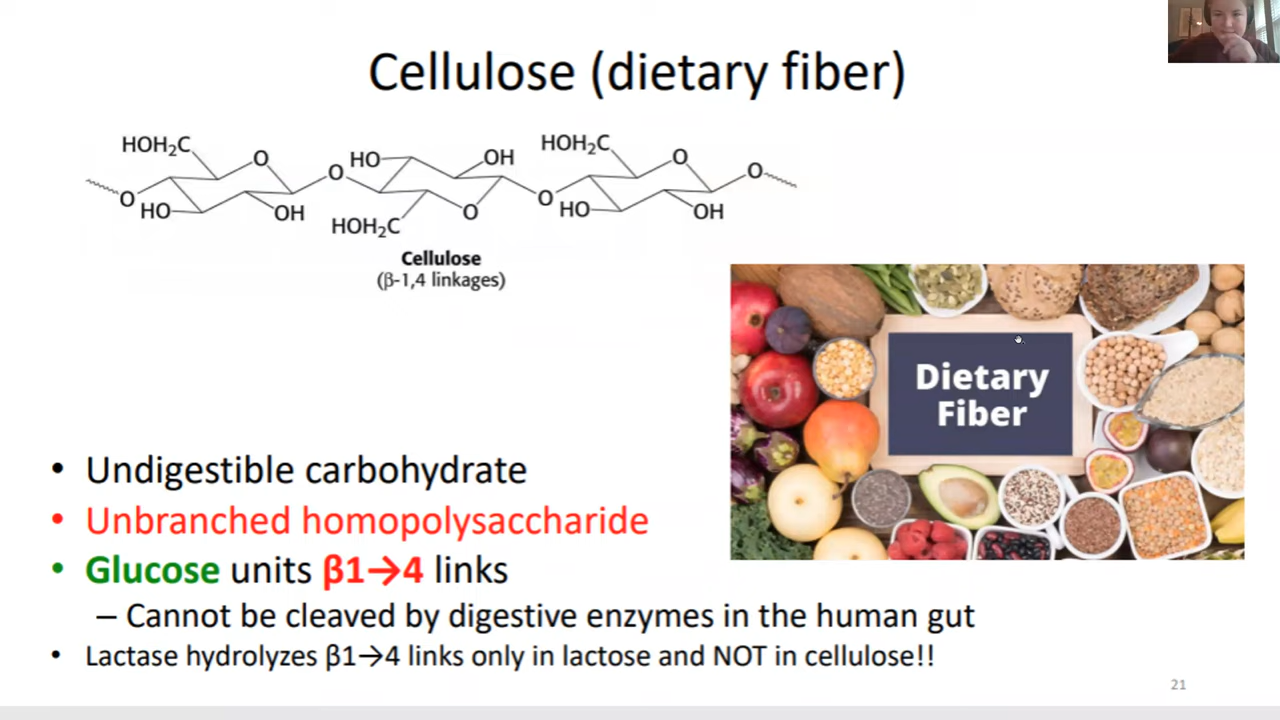 Cellulose (dietary fiber)
HOH₂C O HO OH HOH₂C O
O O O O
HO OH HOH₂C O HO OH
Cellulose
(β-1,4 linkages)
Dietary
Fiber
• Undigestible carbohydrate
• Unbranched homopolysaccharide
• Glucose units β1→4 links
– Cannot be cleaved by digestive enzymes in the human gut
• Lactase hydrolyzes β1→4 links only in lactose and NOT in cellulose!!
21